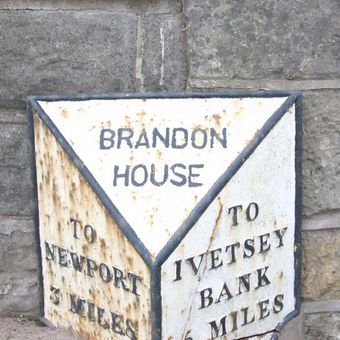 BRANDON
HOUSE
TO
NEWPORT
3 MILES
TO
IVETSEY
BANK
MILES